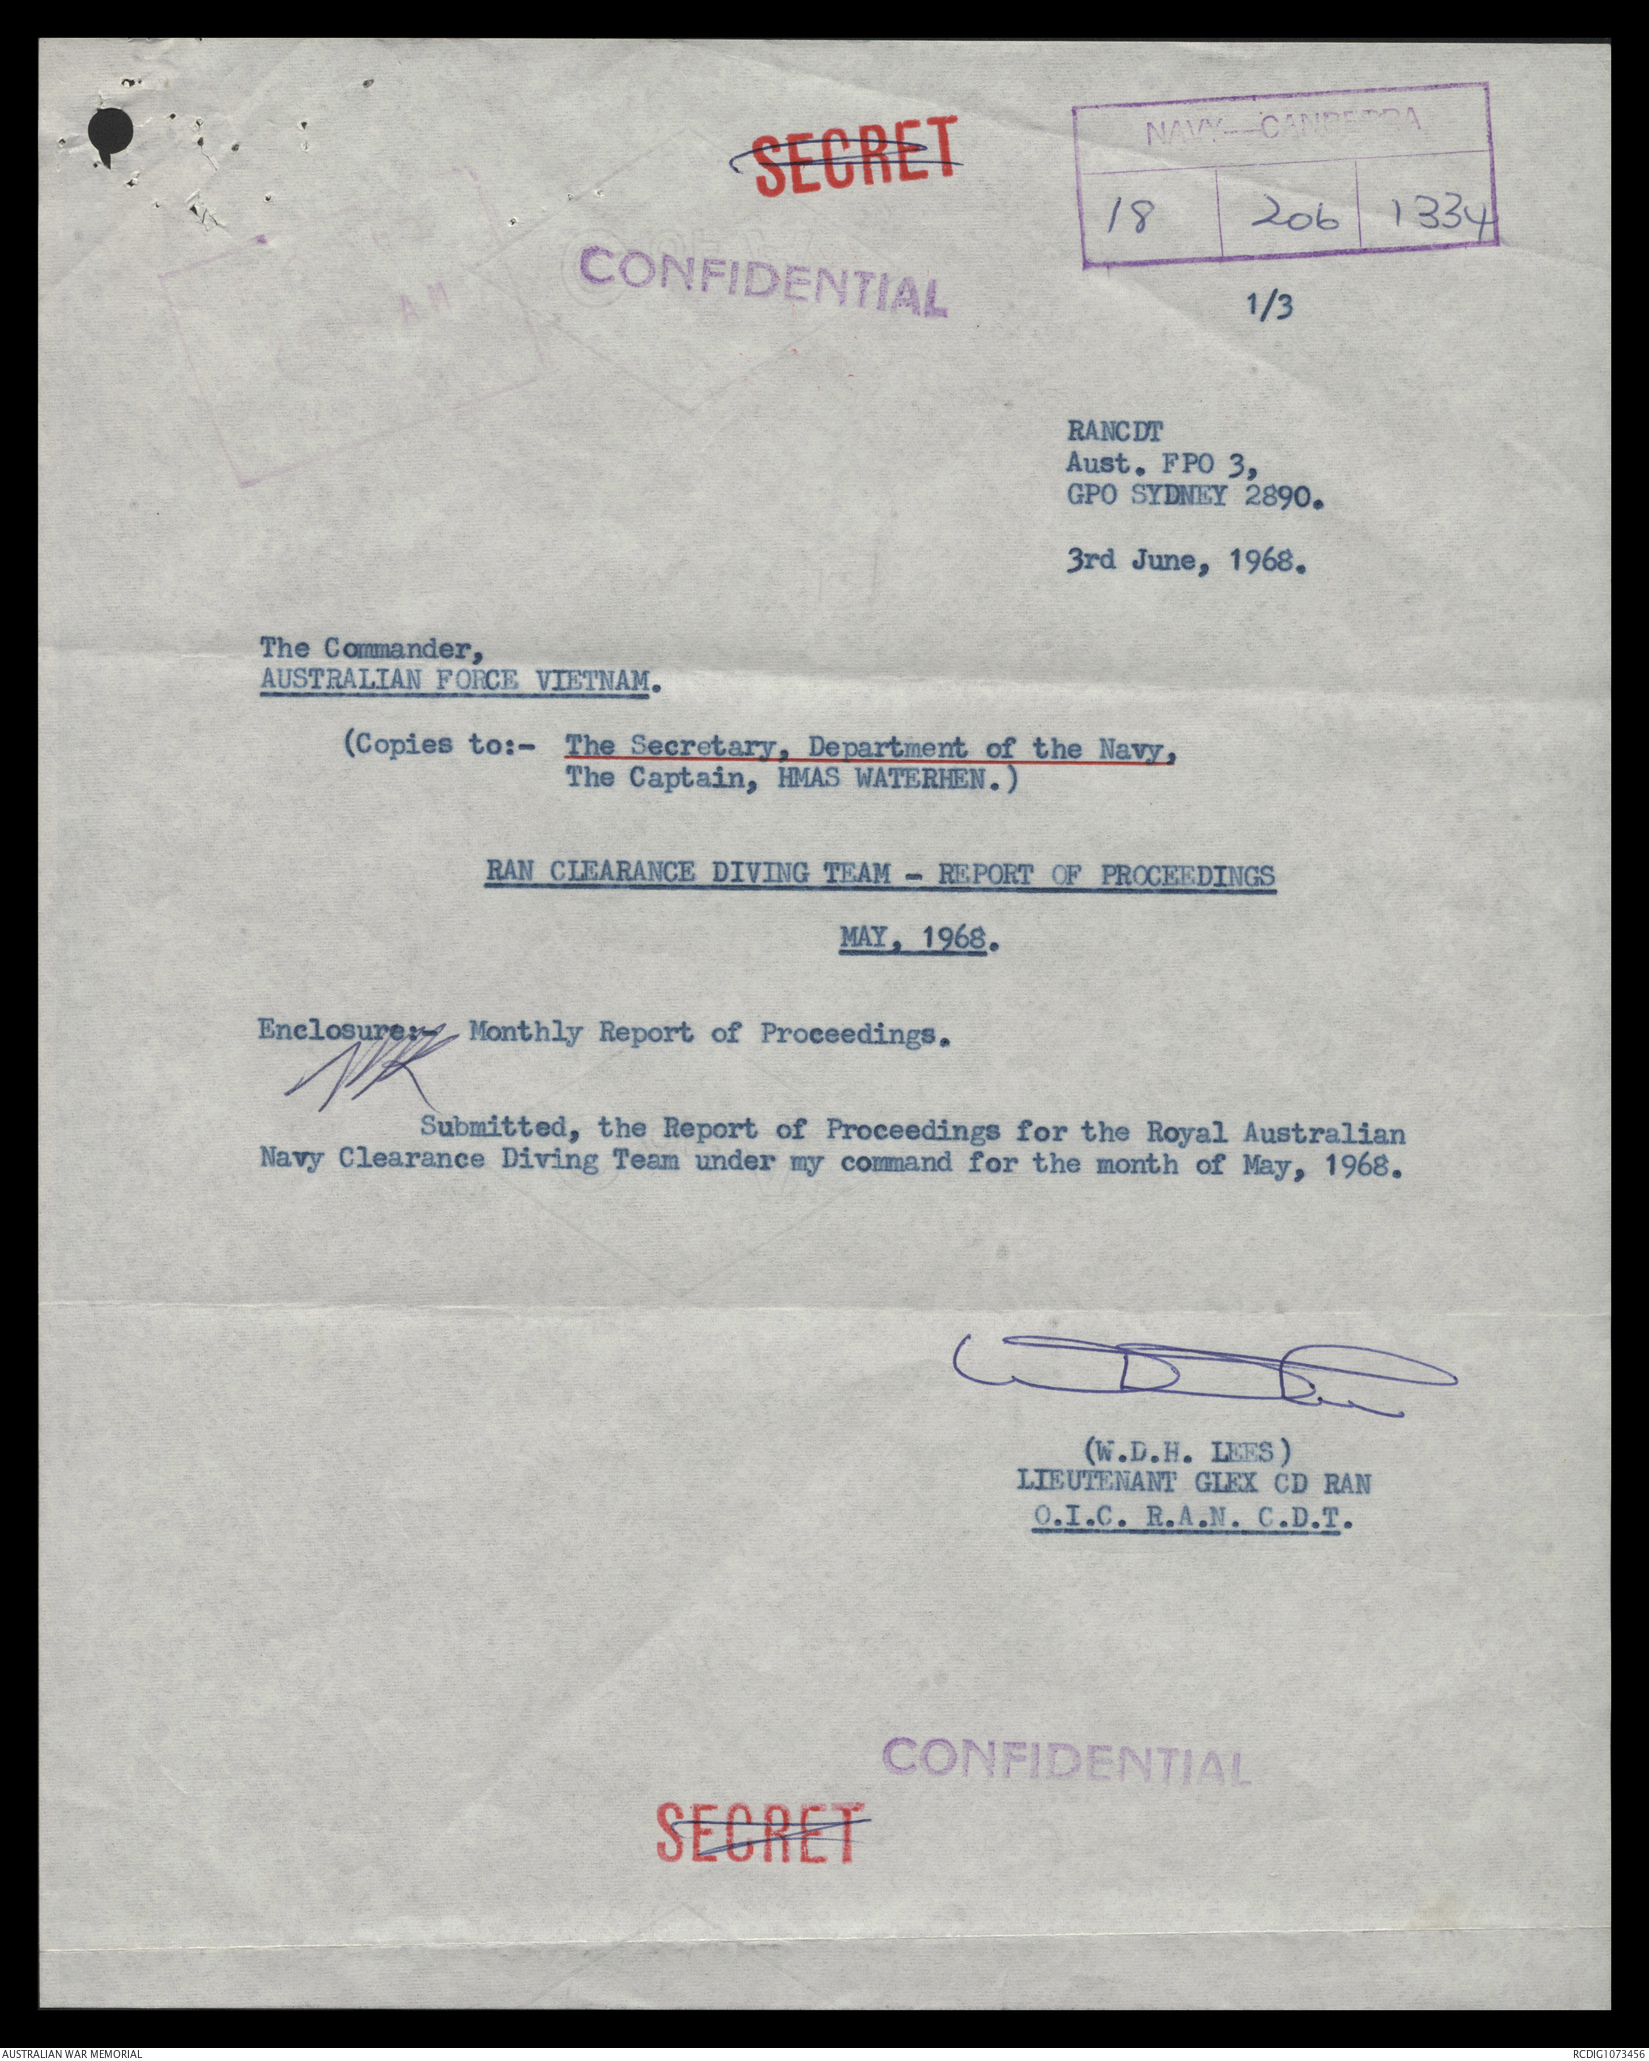 SECRET
NAVY—CANBERRA
18 206 1334
CONFIDENTIAL
1/3
RANCDT
Aust. FPO 3,
GPO SYDNEY 2890.
3rd June, 1968.
The Commander,
AUSTRALIAN FORCE VIETNAM.
(Copies to:- The Secretary, Department of the Navy,
The Captain, HMAS WATERHEN.)
RAN CLEARANCE DIVING TEAM - REPORT OF PROCEEDINGS
MAY, 1968.
Enclosure:- Monthly Report of Proceedings.
Submitted, the Report of Proceedings for the Royal Australian
Navy Clearance Diving Team under my command for the month of May, 1968.
(W.D.H. LEES)
LIEUTENANT GLEX CD RAN
O.I.C. R.A.N. C.D.T.
CONFIDENTIAL
SECRET
AUSTRALIAN WAR MEMORIAL
RCDIG1073456